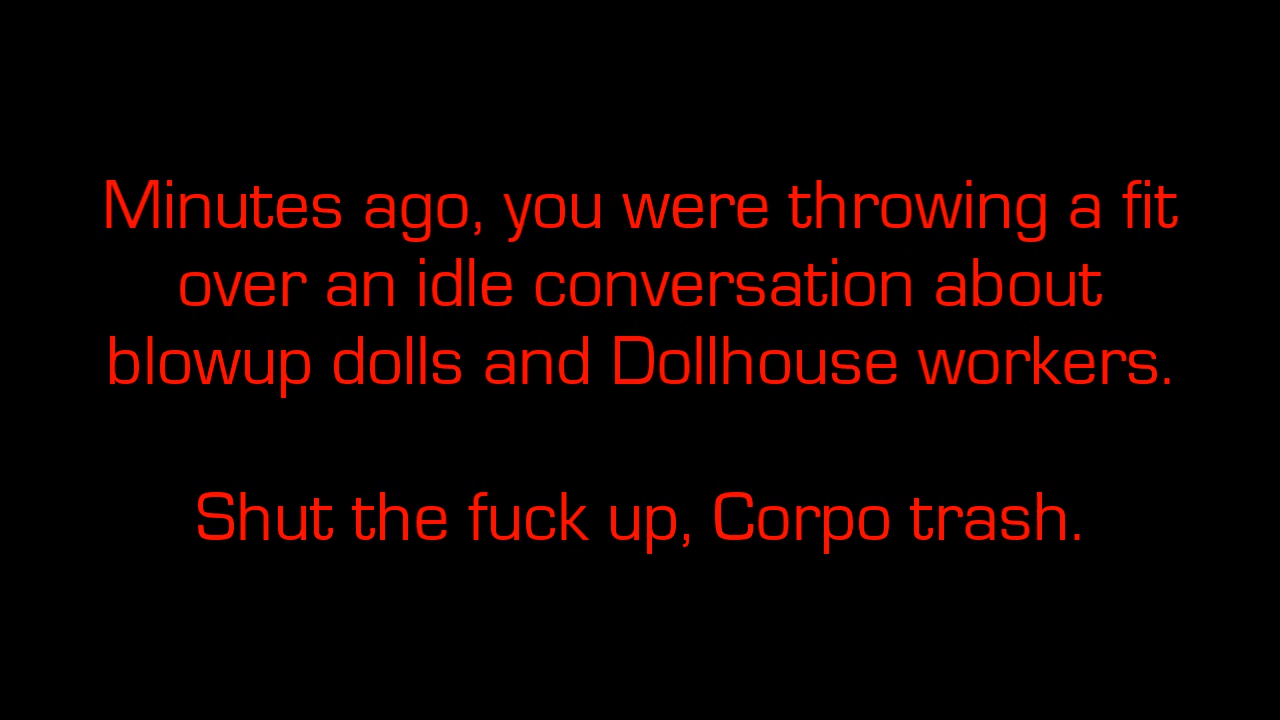 Minutes ago, you were throwing a fit
over an idle conversation about
blowup dolls and Dollhouse workers.
Shut the fuck up, Corpo trash.